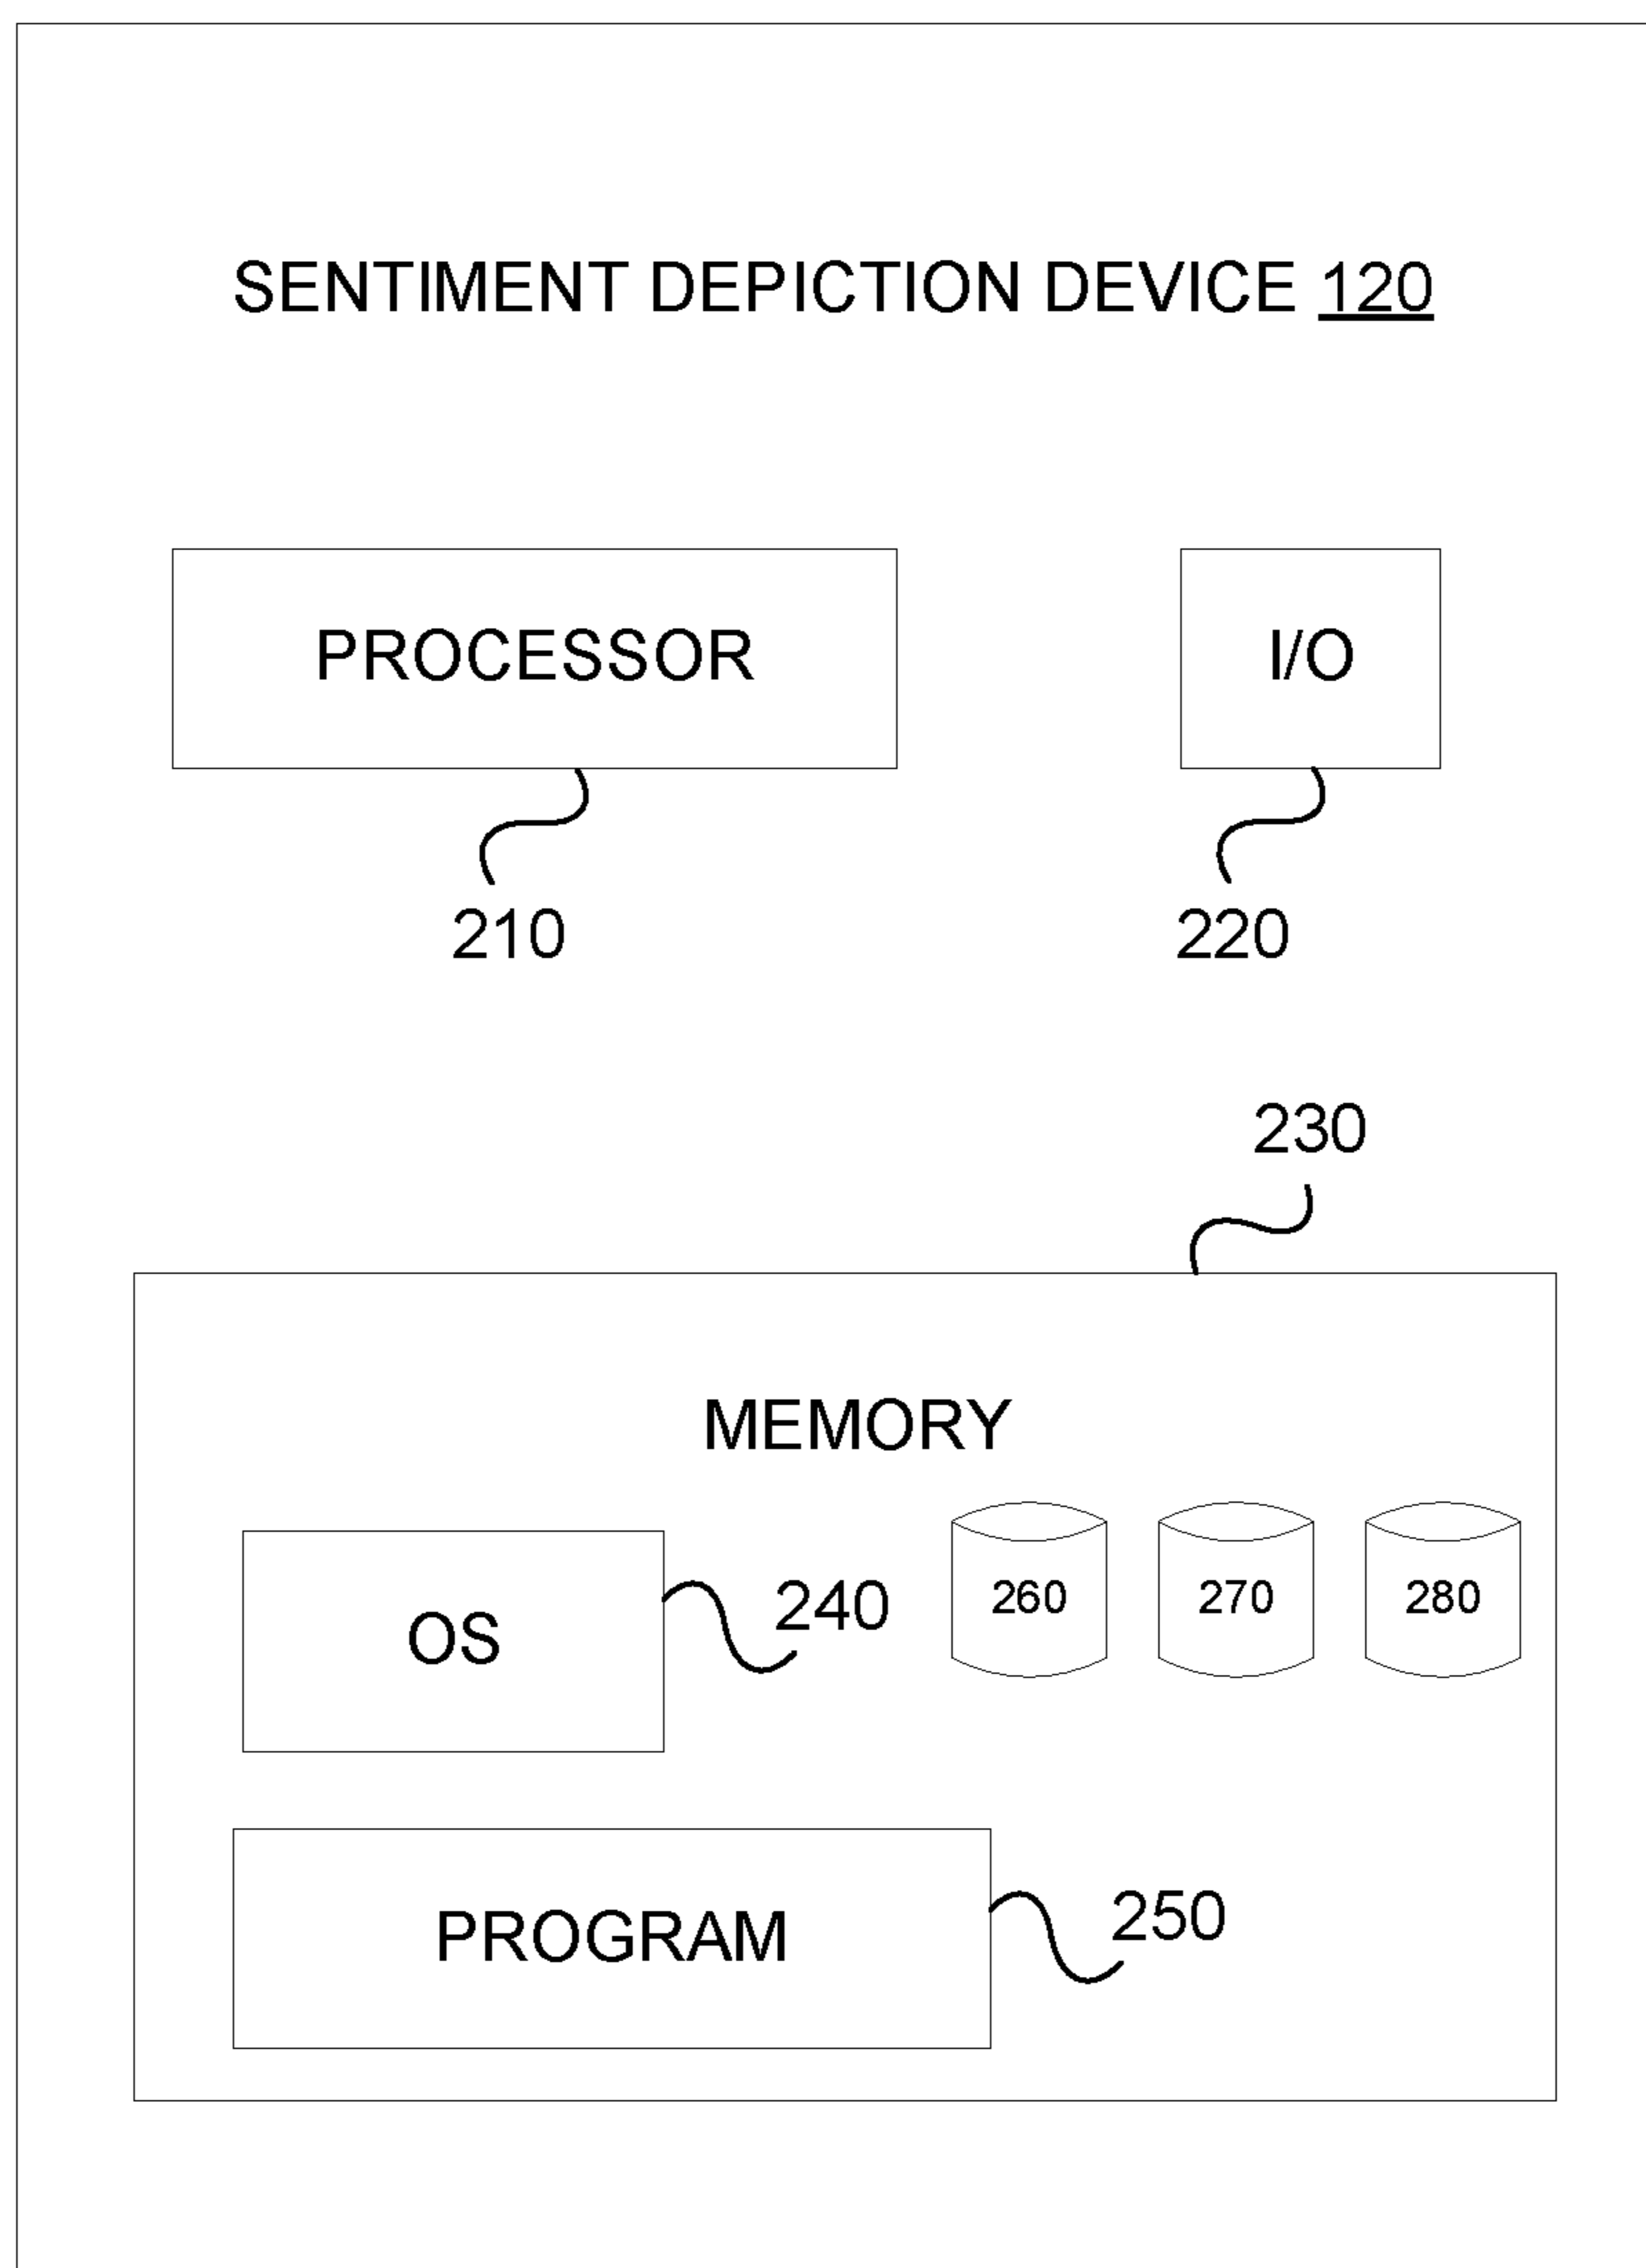 SENTIMENT DEPICTION DEVICE 120
PROCESSOR
I/O
210
220
230
MEMORY
OS
240
260
270
280
PROGRAM
250